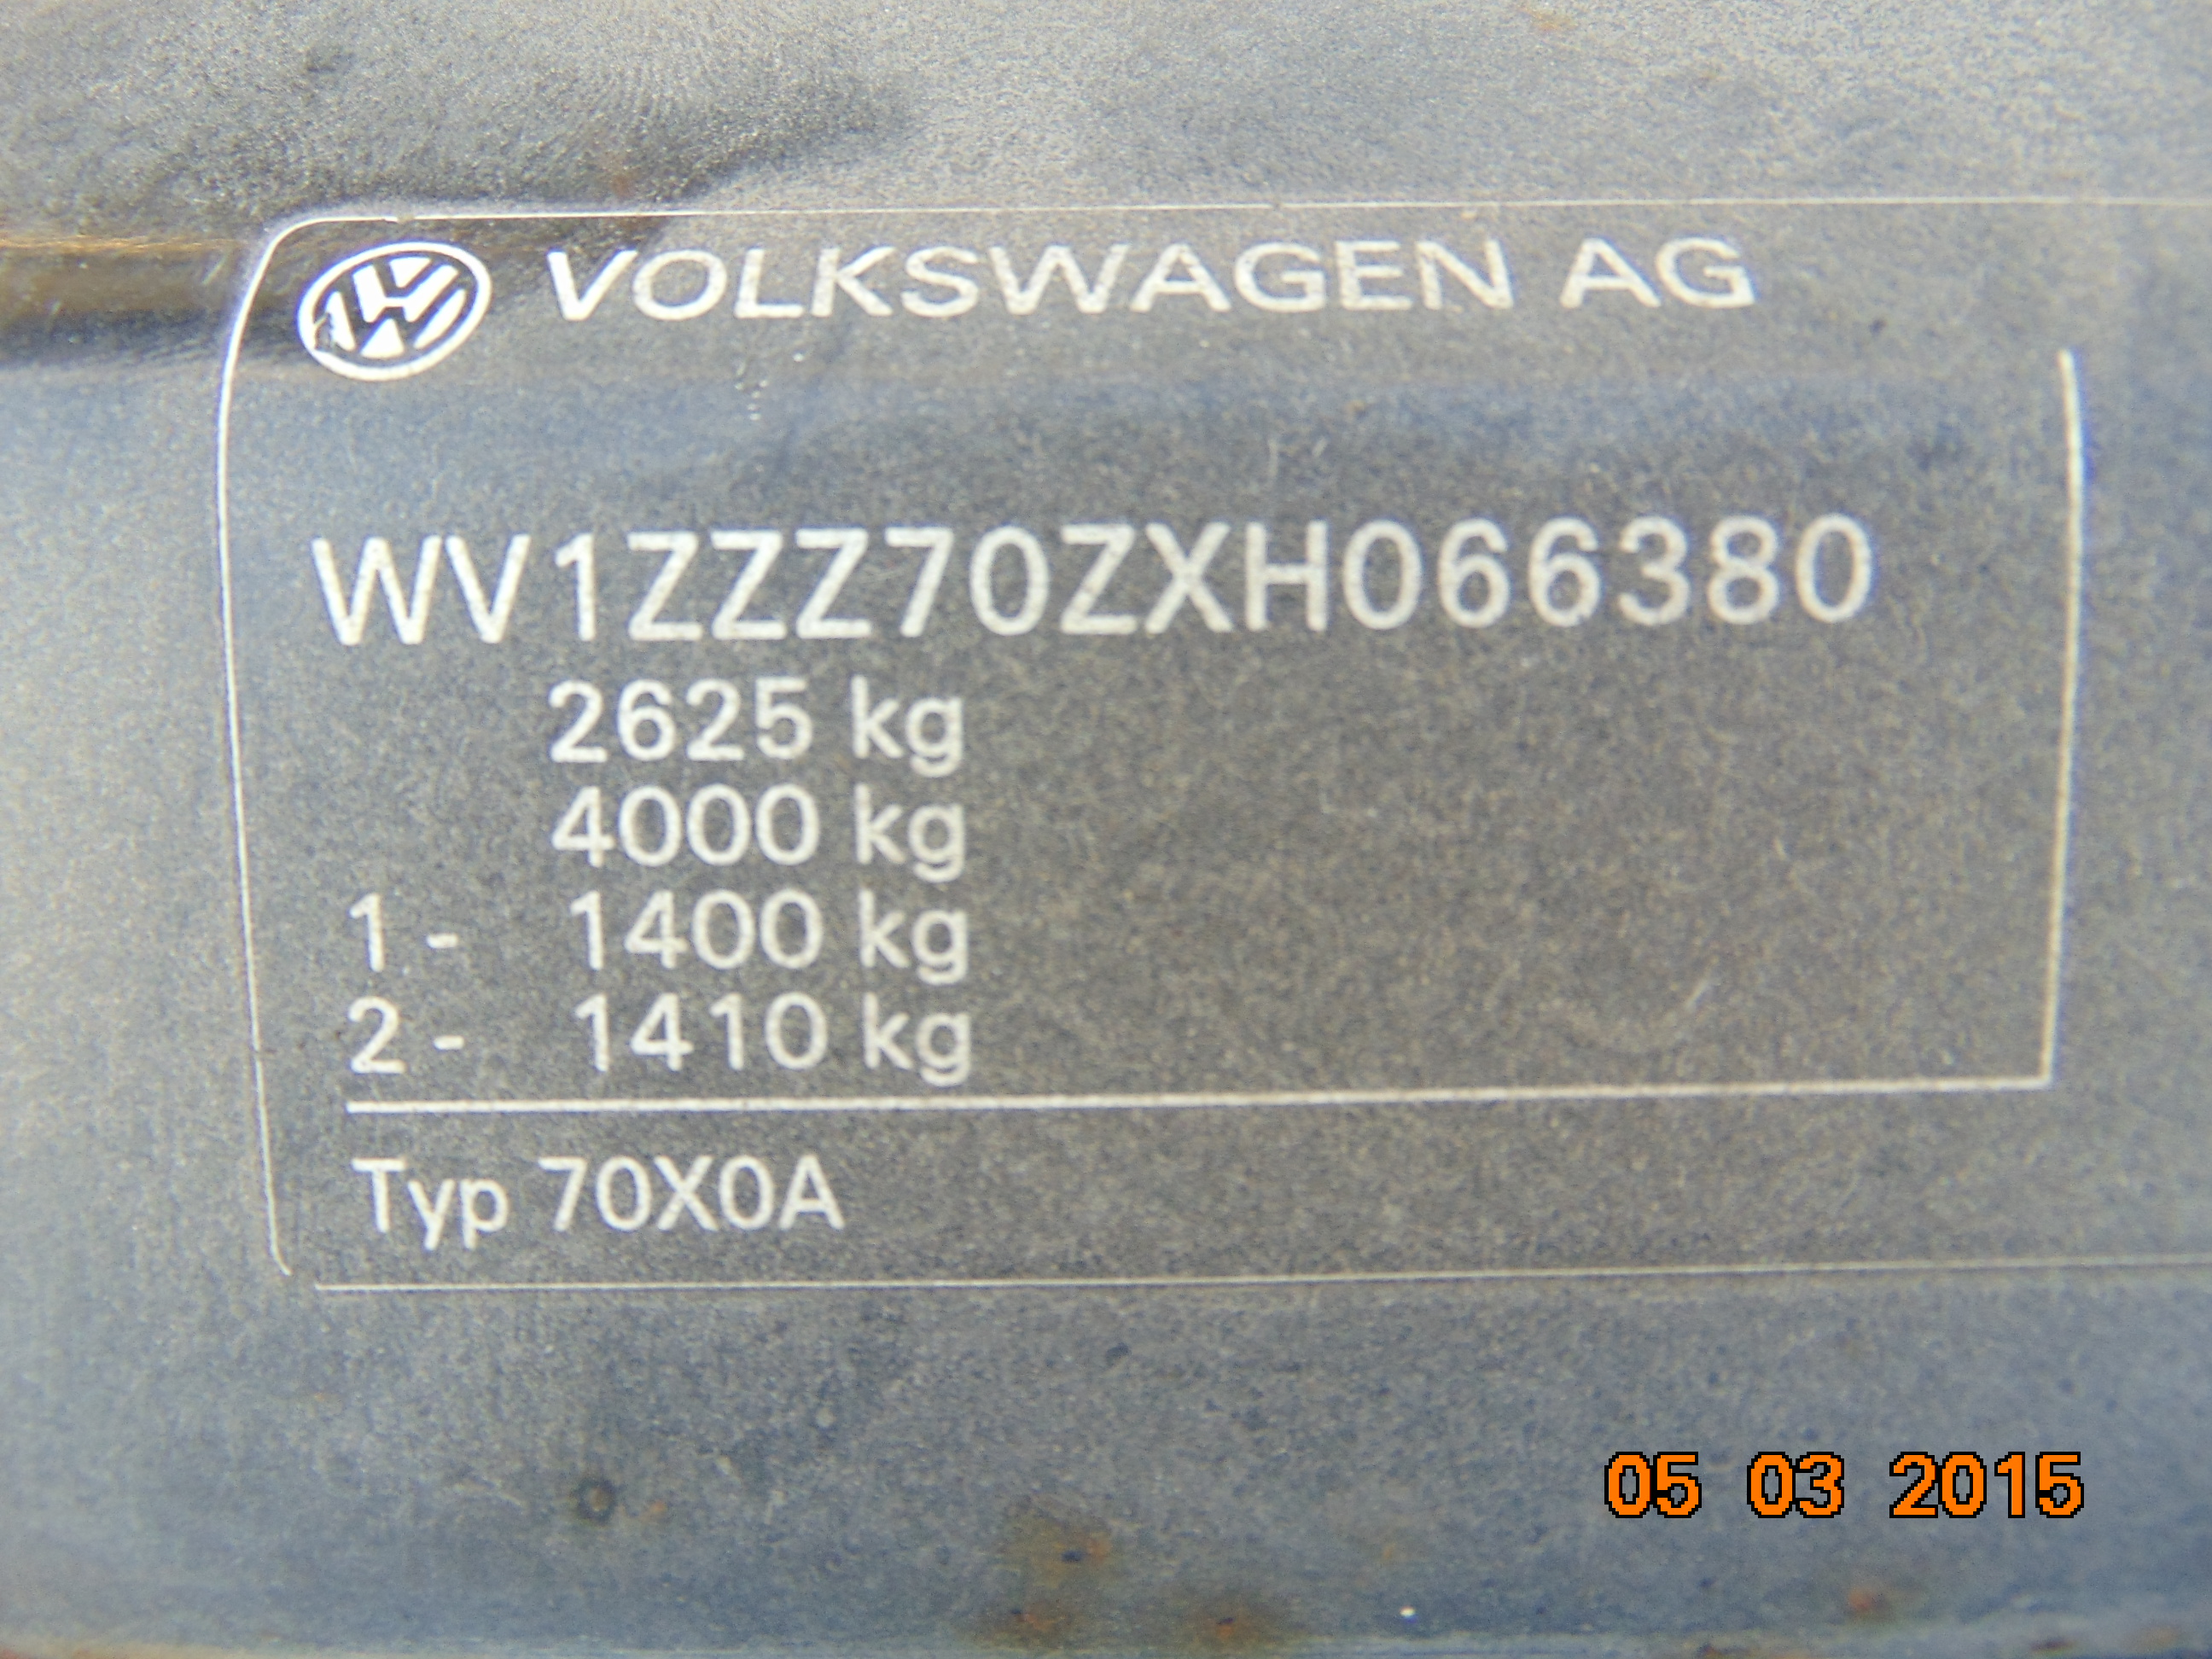 VOLKSWAGEN AG
WV1ZZZ70ZXH066380
2625 kg
4000 kg
1 - 1400 kg
2 - 1410 kg
Typ 70X0A
05 03 2015